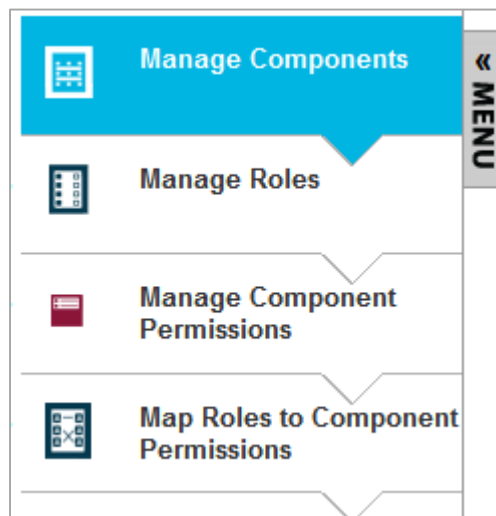 Manage Components
« MENU
Manage Roles
Manage Component
Permissions
Map Roles to Component
Permissions